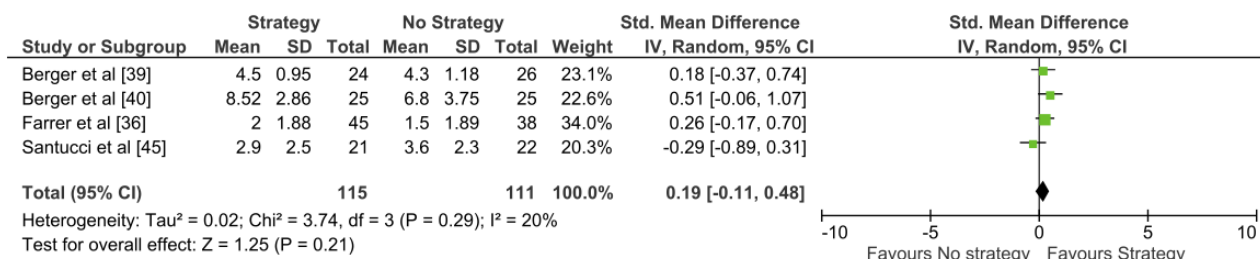 Strategy No Strategy Std. Mean Difference Std. Mean Difference
Study or Subgroup Mean SD Total Mean SD Total Weight IV, Random, 95% CI IV, Random, 95% CI
Berger et al [39] 4.5 0.95 24 4.3 1.18 26 23.1% 0.18 [-0.37, 0.74]
Berger et al [40] 8.52 2.86 25 6.8 3.75 25 22.6% 0.51 [-0.06, 1.07]
Farrer et al [36] 2 1.88 45 1.5 1.89 38 34.0% 0.26 [-0.17, 0.70]
Santucci et al [45] 2.9 2.5 21 3.6 2.3 22 20.3% -0.29 [-0.89, 0.31]
Total (95% CI) 115 111 100.0% 0.19 [-0.11, 0.48]
Heterogeneity: Tau² = 0.02; Chi² = 3.74, df = 3 (P = 0.29); I² = 20%
Test for overall effect: Z = 1.25 (P = 0.21)
-10 -5 0 5 10
Favours No strategy Favours Strategy